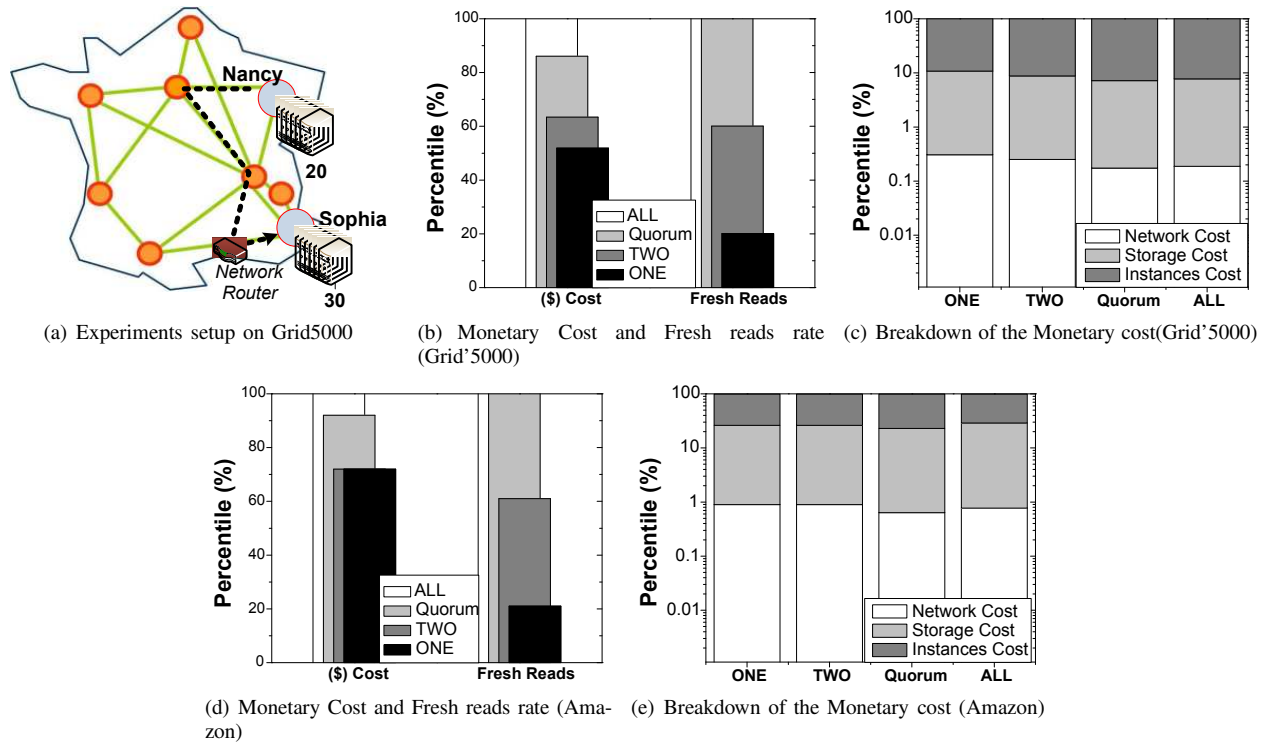 Nancy
20
Sophia
Network
Router
30
(a) Experiments setup on Grid5000
Percentile (%)
100
80
60
40
20
0
ALL
Quorum
TWO
ONE
($) Cost Fresh Reads
(b) Monetary Cost and Fresh reads rate
(Grid'5000)
Percentile (%)
100
10
1
0.1
0.01
Network Cost
Storage Cost
Instances Cost
ONE TWO Quorum ALL
(c) Breakdown of the Monetary cost(Grid'5000)
Percentile (%)
100
80
60
40
20
0
ALL
Quorum
TWO
ONE
($) Cost Fresh Reads
(d) Monetary Cost and Fresh reads rate (Ama-
zon)
Percentile (%)
100
10
1
0.1
0.01
Network Cost
Storage Cost
Instances Cost
ONE TWO Quorum ALL
(e) Breakdown of the Monetary cost (Amazon)